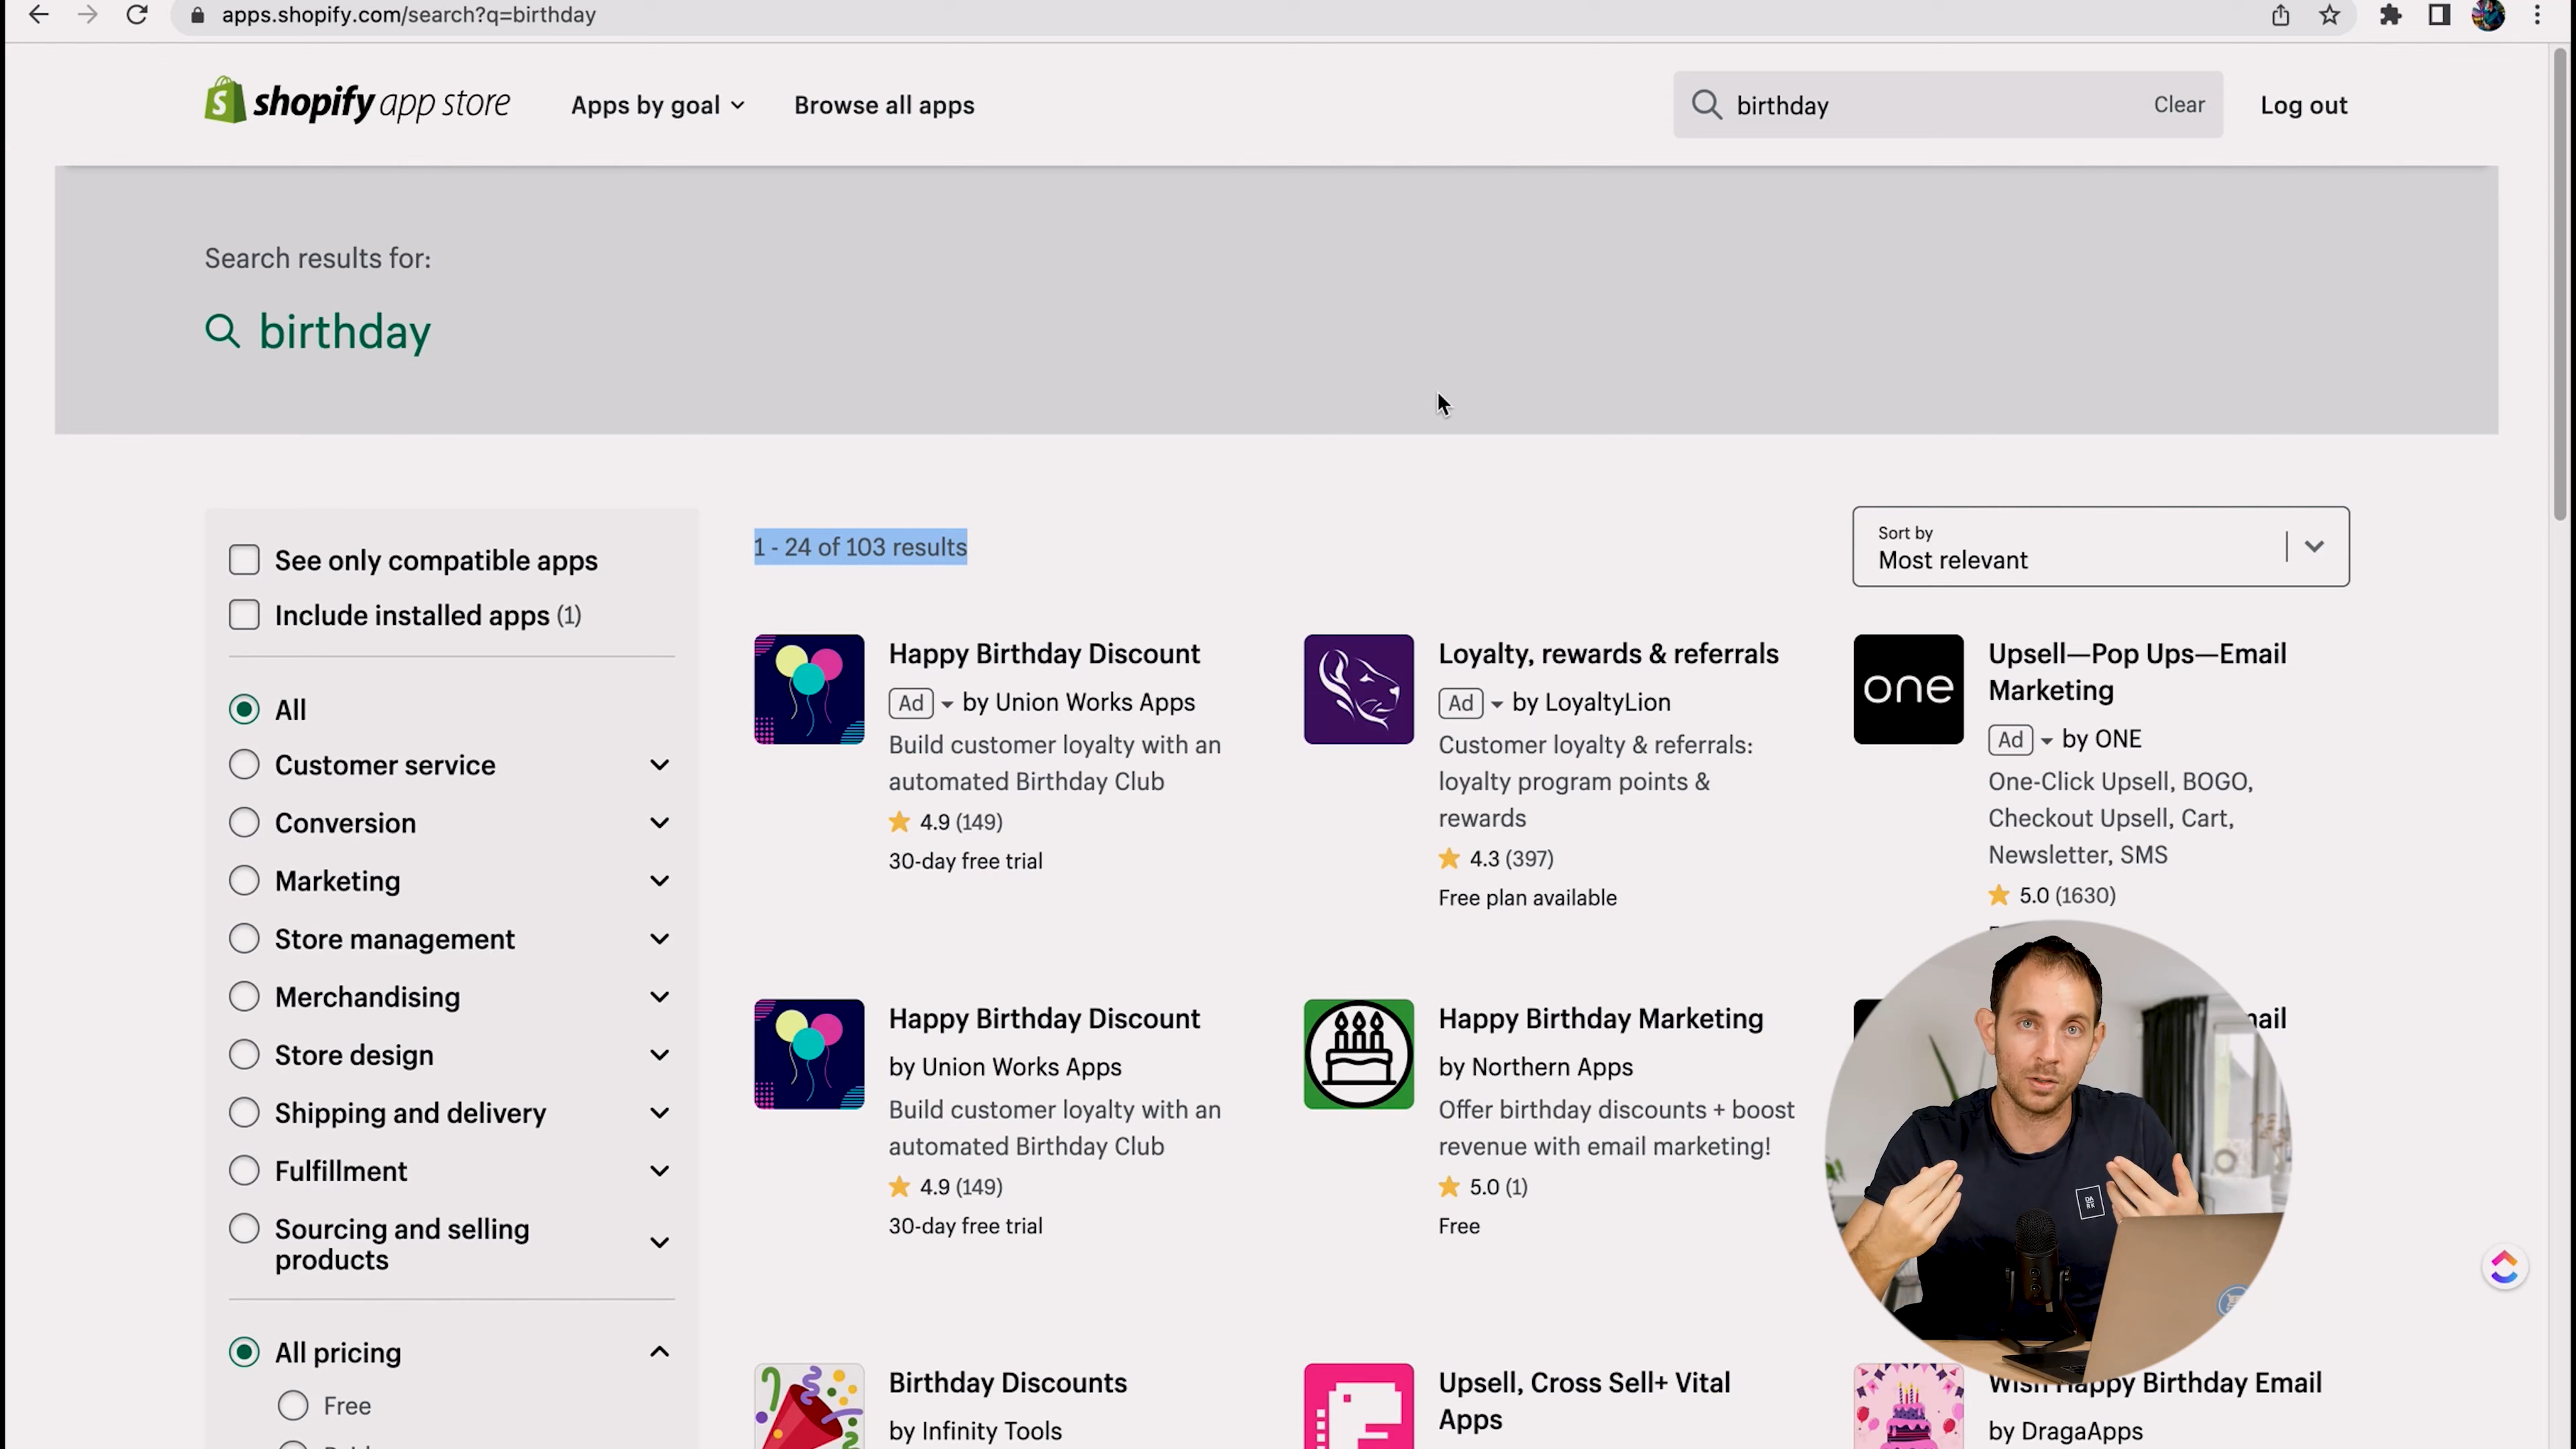 apps.shopify.com/search?q=birthday
shopify app store
Apps by goal
Browse all apps
birthday
Clear
Log out
Search results for:
birthday
See only compatible apps
Include installed apps (1)
All
Customer service
Conversion
Marketing
Store management
Merchandising
Store design
Shipping and delivery
Fulfillment
Sourcing and selling
products
All pricing
Free
1 - 24 of 103 results
Sort by
Most relevant
Happy Birthday Discount
Ad by Union Works Apps
Build customer loyalty with an
automated Birthday Club
4.9 (149)
30-day free trial
Loyalty, rewards & referrals
Ad by LoyaltyLion
Customer loyalty & referrals:
loyalty program points &
rewards
4.3 (397)
Free plan available
one
Upsell—Pop Ups—Email
Marketing
Ad by ONE
One-Click Upsell, BOGO,
Checkout Upsell, Cart,
Newsletter, SMS
5.0 (1630)
Happy Birthday Discount
by Union Works Apps
Build customer loyalty with an
automated Birthday Club
4.9 (149)
30-day free trial
Happy Birthday Marketing
by Northern Apps
Offer birthday discounts + boost
revenue with email marketing!
5.0 (1)
Free
Birthday Discounts
by Infinity Tools
Upsell, Cross Sell+ Vital
Apps
Wish Happy Birthday Email
by DragaApps